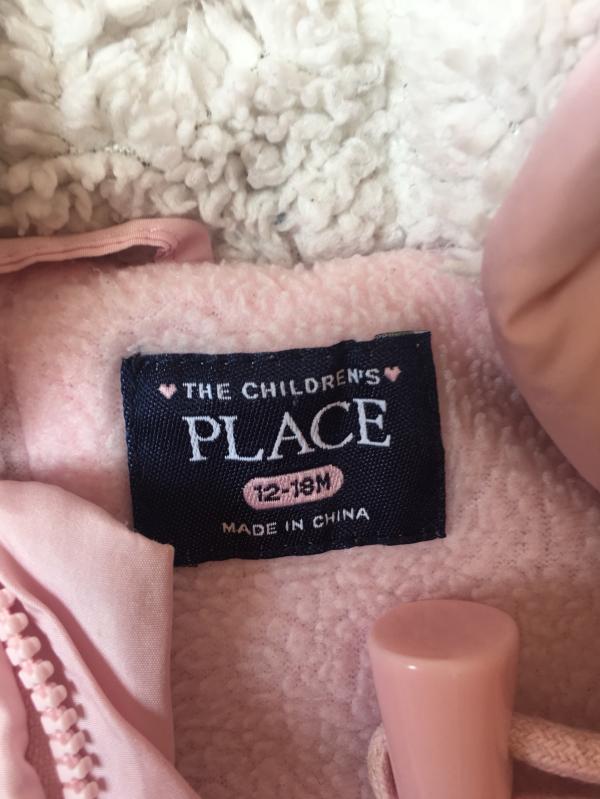 THE CHILDREN'S
PLACE
12-18M
MADE IN CHINA